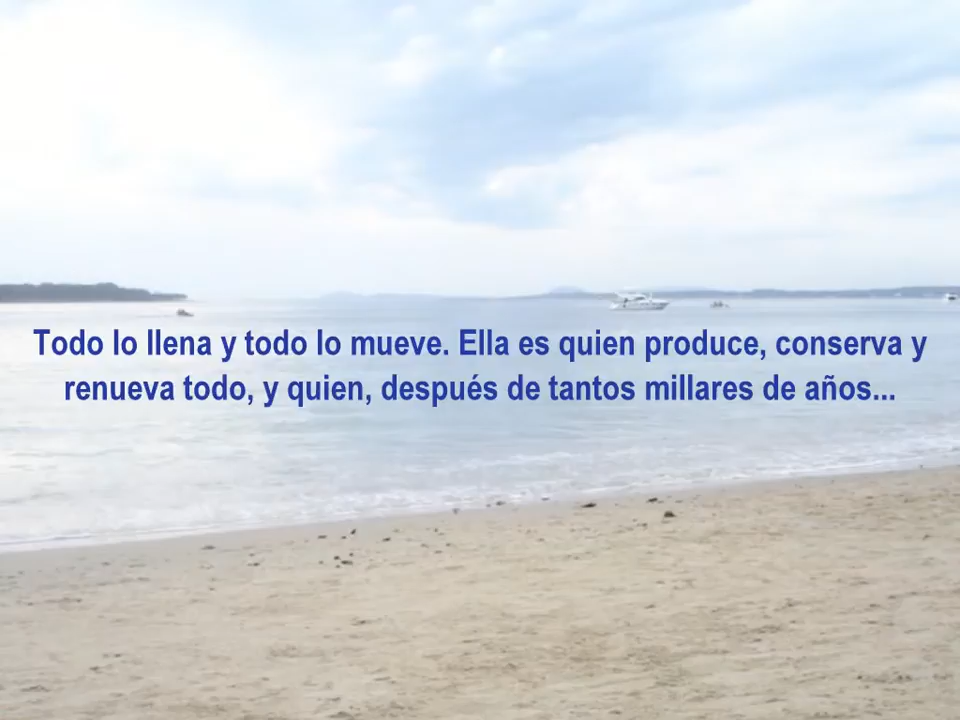 Todo lo llena y todo lo mueve. Ella es quien produce, conserva y
renueva todo, y quien, después de tantos millares de años...